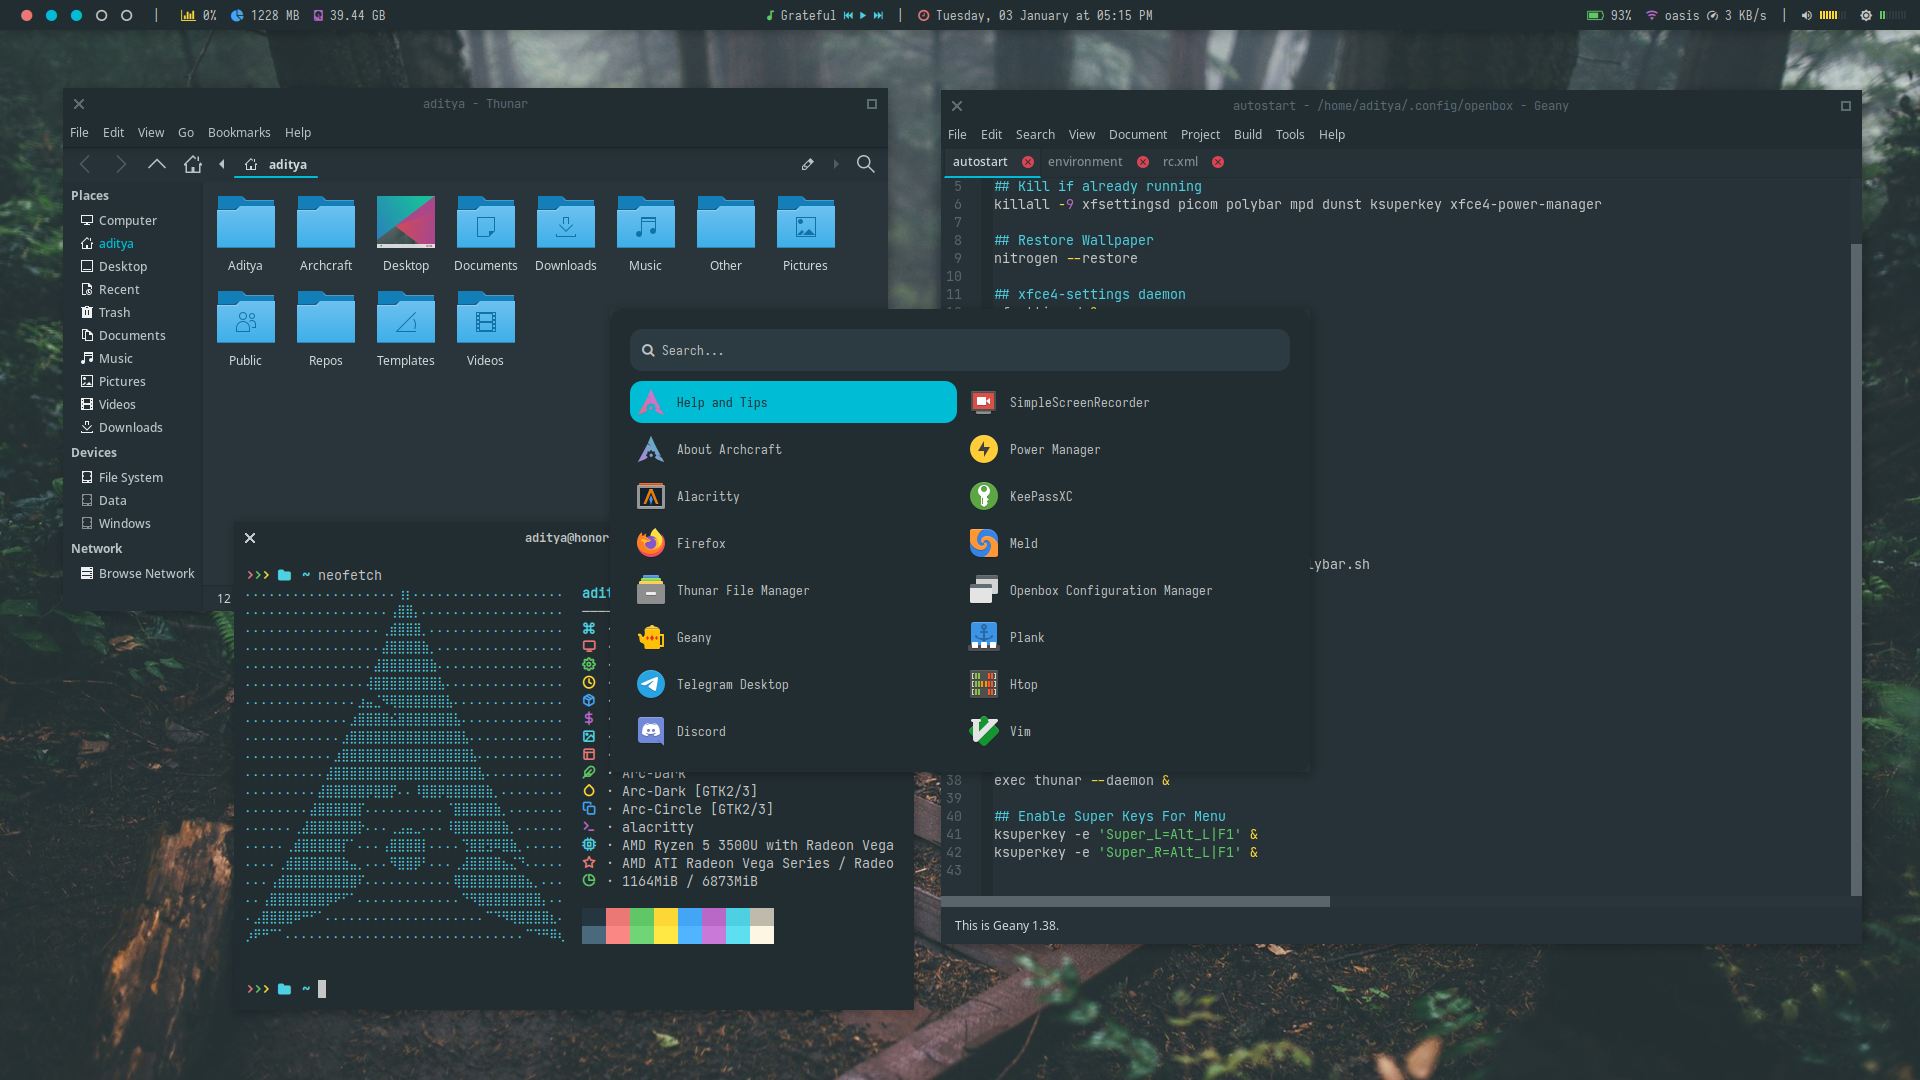 0% 1228 MB 39.44 GB
Grateful
Tuesday, 03 January at 05:15 PM
93% oasis 3 KB/s
aditya - Thunar
File Edit View Go Bookmarks Help
aditya
Places
Computer
aditya
Desktop
Recent
Trash
Documents
Music
Pictures
Videos
Downloads
Devices
File System
Data
Windows
Network
Browse Network
Aditya Archcraft Desktop Documents Downloads Music Other Pictures
Public Repos Templates Videos
12
autostart - /home/aditya/.config/openbox - Geany
File Edit Search View Document Project Build Tools Help
autostart environment rc.xml
5 ## Kill if already running
6 killall -9 xfsettingsd picom polybar mpd dunst ksuperkey xfce4-power-manager
7
8 ## Restore Wallpaper
9 nitrogen --restore
10
11 ## xfce4-settings daemon
lybar.sh
38 exec thunar --daemon &
39
40 ## Enable Super Keys For Menu
41 ksuperkey -e 'Super_L=Alt_L|F1' &
42 ksuperkey -e 'Super_R=Alt_L|F1' &
43
This is Geany 1.38.
Search...
Help and Tips
About Archcraft
Alacritty
Firefox
Thunar File Manager
Geany
Telegram Desktop
Discord
SimpleScreenRecorder
Power Manager
KeePassXC
Meld
Openbox Configuration Manager
Plank
Htop
Vim
aditya@honor
>>> ~ neofetch
adit
· Arc-Dark
· Arc-Dark [GTK2/3]
· Arc-Circle [GTK2/3]
· alacritty
· AMD Ryzen 5 3500U with Radeon Vega
· AMD ATI Radeon Vega Series / Radeo
· 1164MiB / 6873MiB
>>> ~